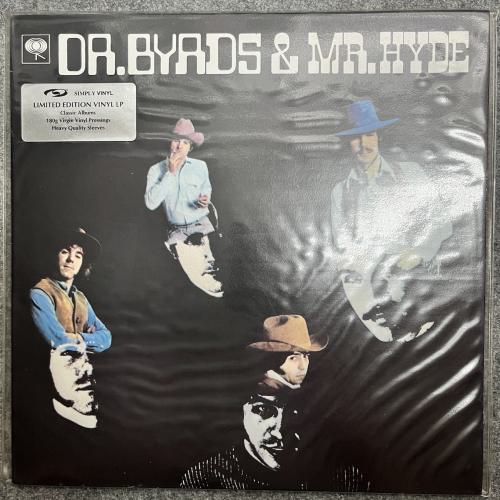 DR. BYRDS & MR. HYDE
SIMPLY VINYL
LIMITED EDITION VINYL LP
Classic Albums
180g Virgin Vinyl Pressings
Heavy Quality Sleeves